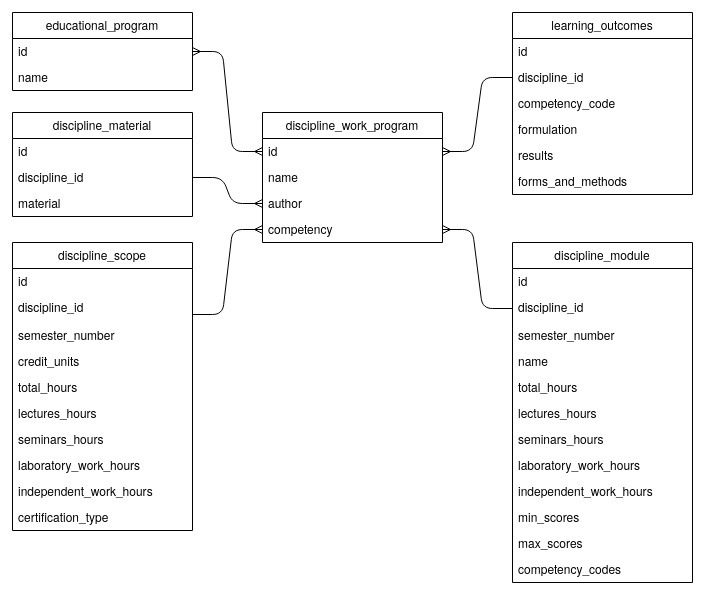 educational_program
id
name
discipline_material
id
discipline_id
material
discipline_scope
id
discipline_id
semester_number
credit_units
total_hours
lectures_hours
seminars_hours
laboratory_work_hours
independent_work_hours
certification_type
discipline_work_program
id
name
author
competency
learning_outcomes
id
discipline_id
competency_code
formulation
results
forms_and_methods
discipline_module
id
discipline_id
semester_number
name
total_hours
lectures_hours
seminars_hours
laboratory_work_hours
independent_work_hours
min_scores
max_scores
competency_codes